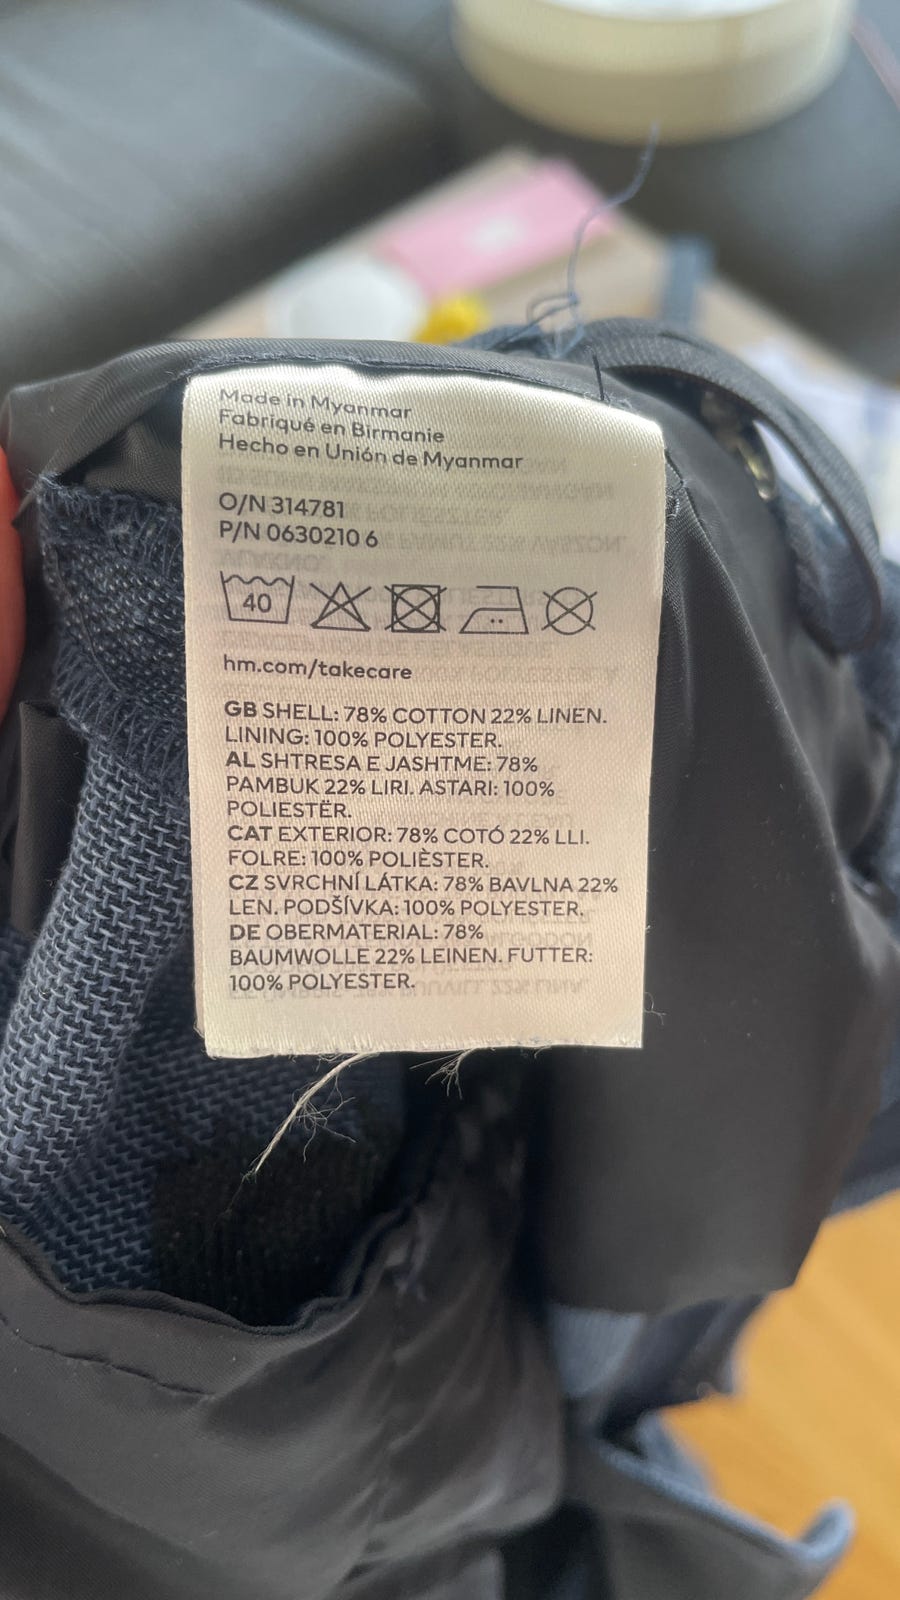 Made in Myanmar
Fabriqué en Birmanie
Hecho en Unión de Myanmar
O/N 314781
P/N 0630210 6
40
hm.com/takecare
GB SHELL: 78% COTTON 22% LINEN.
LINING: 100% POLYESTER.
AL SHTRESA E JASHTME: 78%
PAMBUK 22% LIRI. ASTARI: 100%
POLIESTËR.
CAT EXTERIOR: 78% COTÓ 22% LLI.
FOLRE: 100% POLIÈSTER.
CZ SVRCHNÍ LÁTKA: 78% BAVLNA 22%
LEN. PODŠÍVKA: 100% POLYESTER.
DE OBERMATERIAL: 78%
BAUMWOLLE 22% LEINEN. FUTTER:
100% POLYESTER.